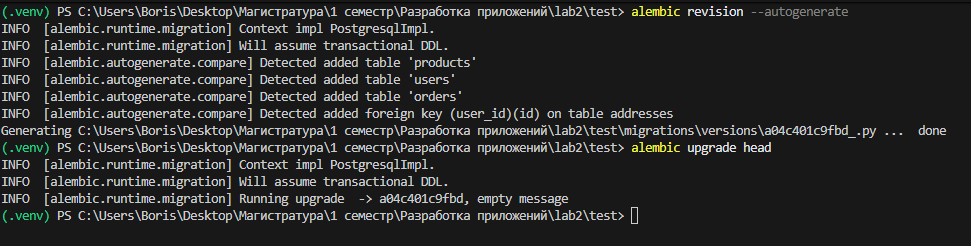 (.venv) PS C:\Users\Boris\Desktop\Магистратура\1 семестр\Разработка приложений\lab2\test> alembic revision --autogenerate
INFO  [alembic.runtime.migration] Context impl PostgresqlImpl.
INFO  [alembic.runtime.migration] Will assume transactional DDL.
INFO  [alembic.autogenerate.compare] Detected added table 'products'
INFO  [alembic.autogenerate.compare] Detected added table 'users'
INFO  [alembic.autogenerate.compare] Detected added table 'orders'
INFO  [alembic.autogenerate.compare] Detected added foreign key (user_id)(id) on table addresses
Generating C:\Users\Boris\Desktop\Магистратура\1 семестр\Разработка приложений\lab2\test\migrations\versions\a04c401c9fbd_.py ...  done
(.venv) PS C:\Users\Boris\Desktop\Магистратура\1 семестр\Разработка приложений\lab2\test> alembic upgrade head
INFO  [alembic.runtime.migration] Context impl PostgresqlImpl.
INFO  [alembic.runtime.migration] Will assume transactional DDL.
INFO  [alembic.runtime.migration] Running upgrade  -> a04c401c9fbd, empty message
(.venv) PS C:\Users\Boris\Desktop\Магистратура\1 семестр\Разработка приложений\lab2\test>